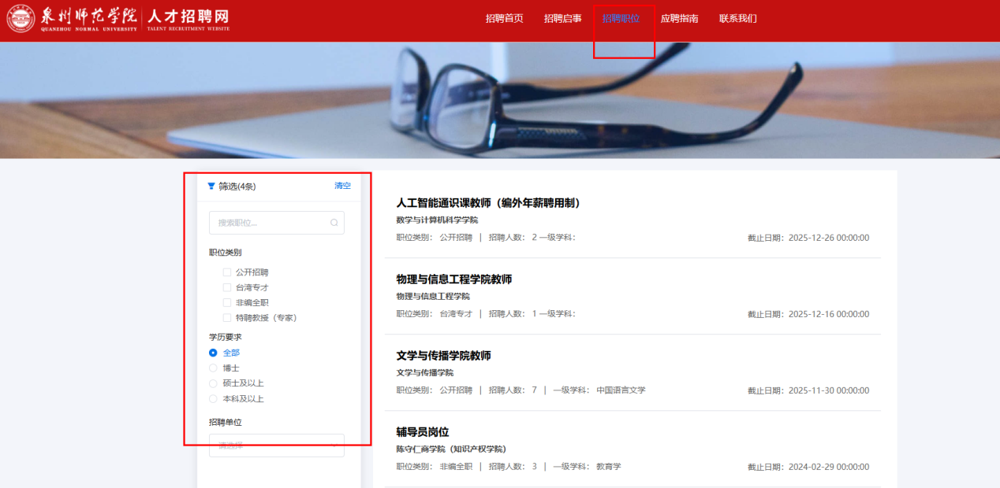 泉州师范学院 人才招聘网
QUANZHOU NORMAL UNIVERSITY TALENT RECRUITMENT WEBSITE
招聘首页 招聘启事 招聘职位 应聘指南 联系我们
筛选(4条) 清空
搜索职位...
职位类别
公开招聘
台湾专才
非编全职
特聘教授（专家）
学历要求
全部
博士
硕士及以上
本科及以上
招聘单位
请选择
人工智能通识课教师（编外年薪聘用制）
数学与计算机科学学院
职位类别： 公开招聘 | 招聘人数： 2 一级学科： 截止日期：2025-12-26 00:00:00
物理与信息工程学院教师
物理与信息工程学院
职位类别： 台湾专才 | 招聘人数： 1 一级学科： 截止日期：2025-12-16 00:00:00
文学与传播学院教师
文学与传播学院
职位类别： 公开招聘 | 招聘人数： 7 | 一级学科： 中国语言文学 截止日期：2025-11-30 00:00:00
辅导员岗位
陈守仁商学院（知识产权学院）
职位类别： 非编全职 | 招聘人数： 3 | 一级学科： 教育学 截止日期：2024-02-29 00:00:00